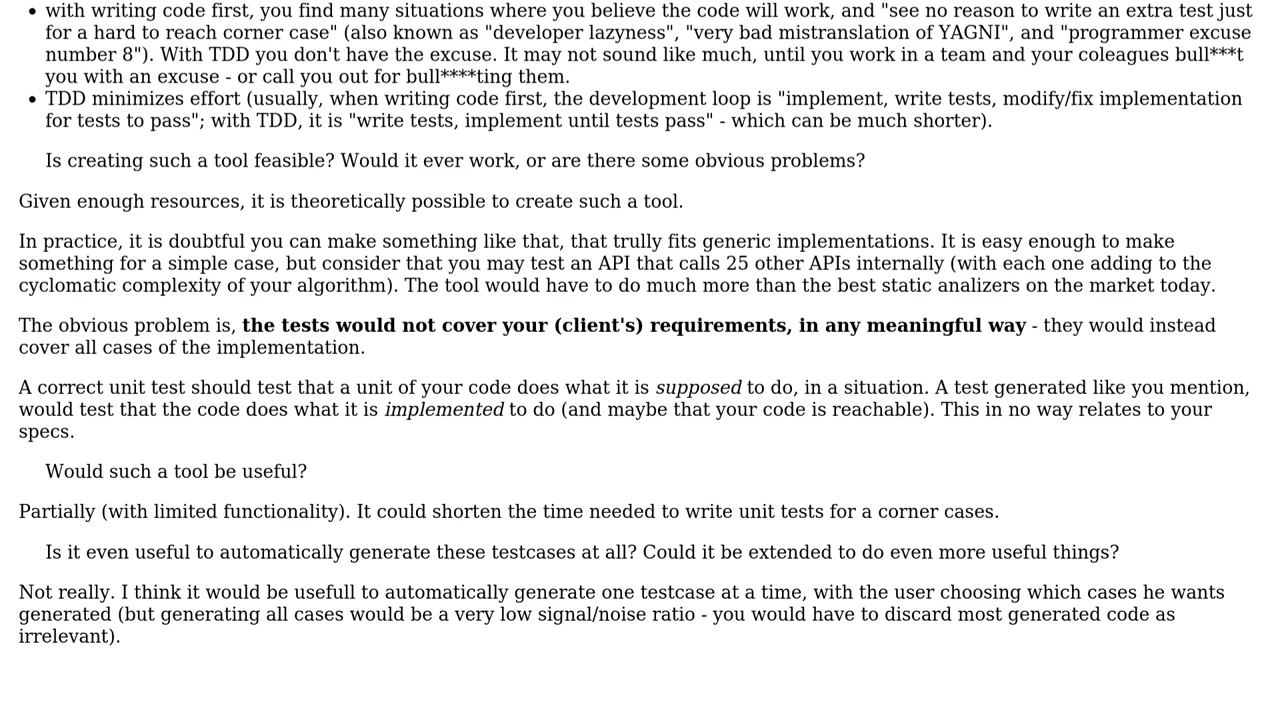 • with writing code first, you find many situations where you believe the code will work, and "see no reason to write an extra test just
for a hard to reach corner case" (also known as "developer lazyness", "very bad mistranslation of YAGNI", and "programmer excuse
number 8"). With TDD you don't have the excuse. It may not sound like much, until you work in a team and your coleagues bull***t
you with an excuse - or call you out for bull****ting them.
• TDD minimizes effort (usually, when writing code first, the development loop is "implement, write tests, modify/fix implementation
for tests to pass"; with TDD, it is "write tests, implement until tests pass" - which can be much shorter).
Is creating such a tool feasible? Would it ever work, or are there some obvious problems?
Given enough resources, it is theoretically possible to create such a tool.
In practice, it is doubtful you can make something like that, that trully fits generic implementations. It is easy enough to make
something for a simple case, but consider that you may test an API that calls 25 other APIs internally (with each one adding to the
cyclomatic complexity of your algorithm). The tool would have to do much more than the best static analizers on the market today.
The obvious problem is, the tests would not cover your (client's) requirements, in any meaningful way - they would instead
cover all cases of the implementation.
A correct unit test should test that a unit of your code does what it is supposed to do, in a situation. A test generated like you mention,
would test that the code does what it is implemented to do (and maybe that your code is reachable). This in no way relates to your
specs.
Would such a tool be useful?
Partially (with limited functionality). It could shorten the time needed to write unit tests for a corner cases.
Is it even useful to automatically generate these testcases at all? Could it be extended to do even more useful things?
Not really. I think it would be usefull to automatically generate one testcase at a time, with the user choosing which cases he wants
generated (but generating all cases would be a very low signal/noise ratio - you would have to discard most generated code as
irrelevant).